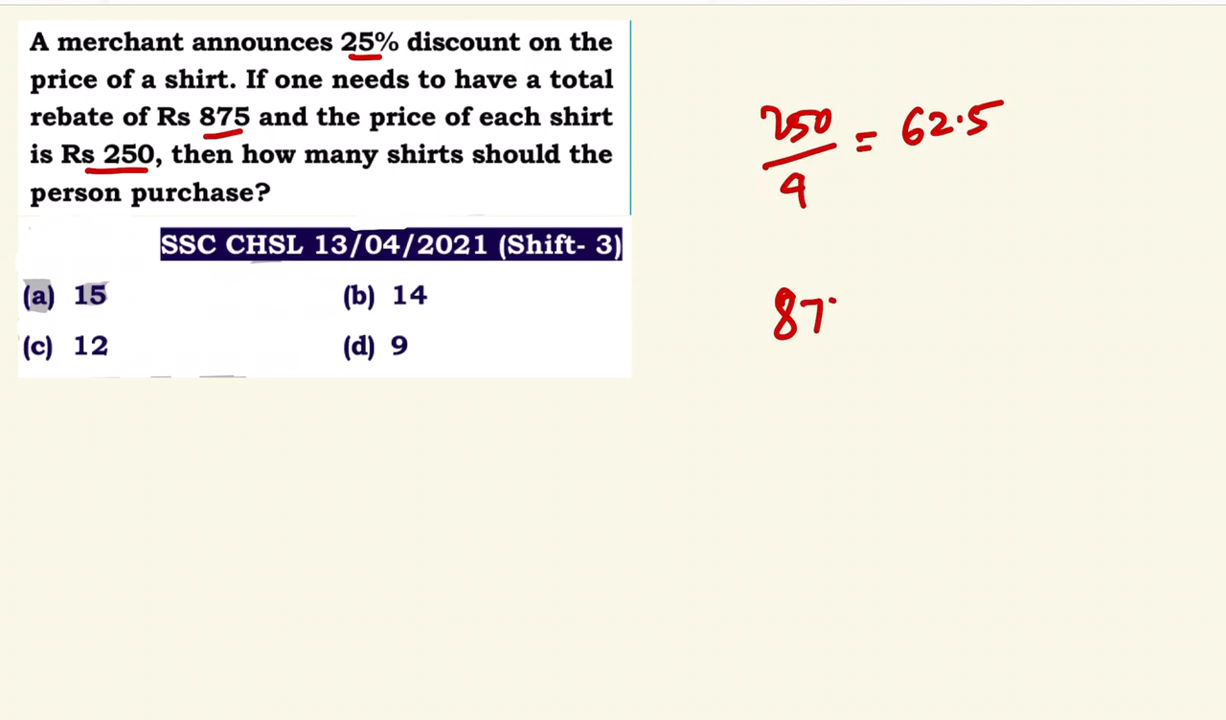 A merchant announces 25% discount on the
price of a shirt. If one needs to have a total
rebate of Rs 875 and the price of each shirt
is Rs 250, then how many shirts should the
person purchase?
SSC CHSL 13/04/2021 (Shift- 3)
(a) 15 (b) 14
(c) 12 (d) 9
250/4 = 62.5
87